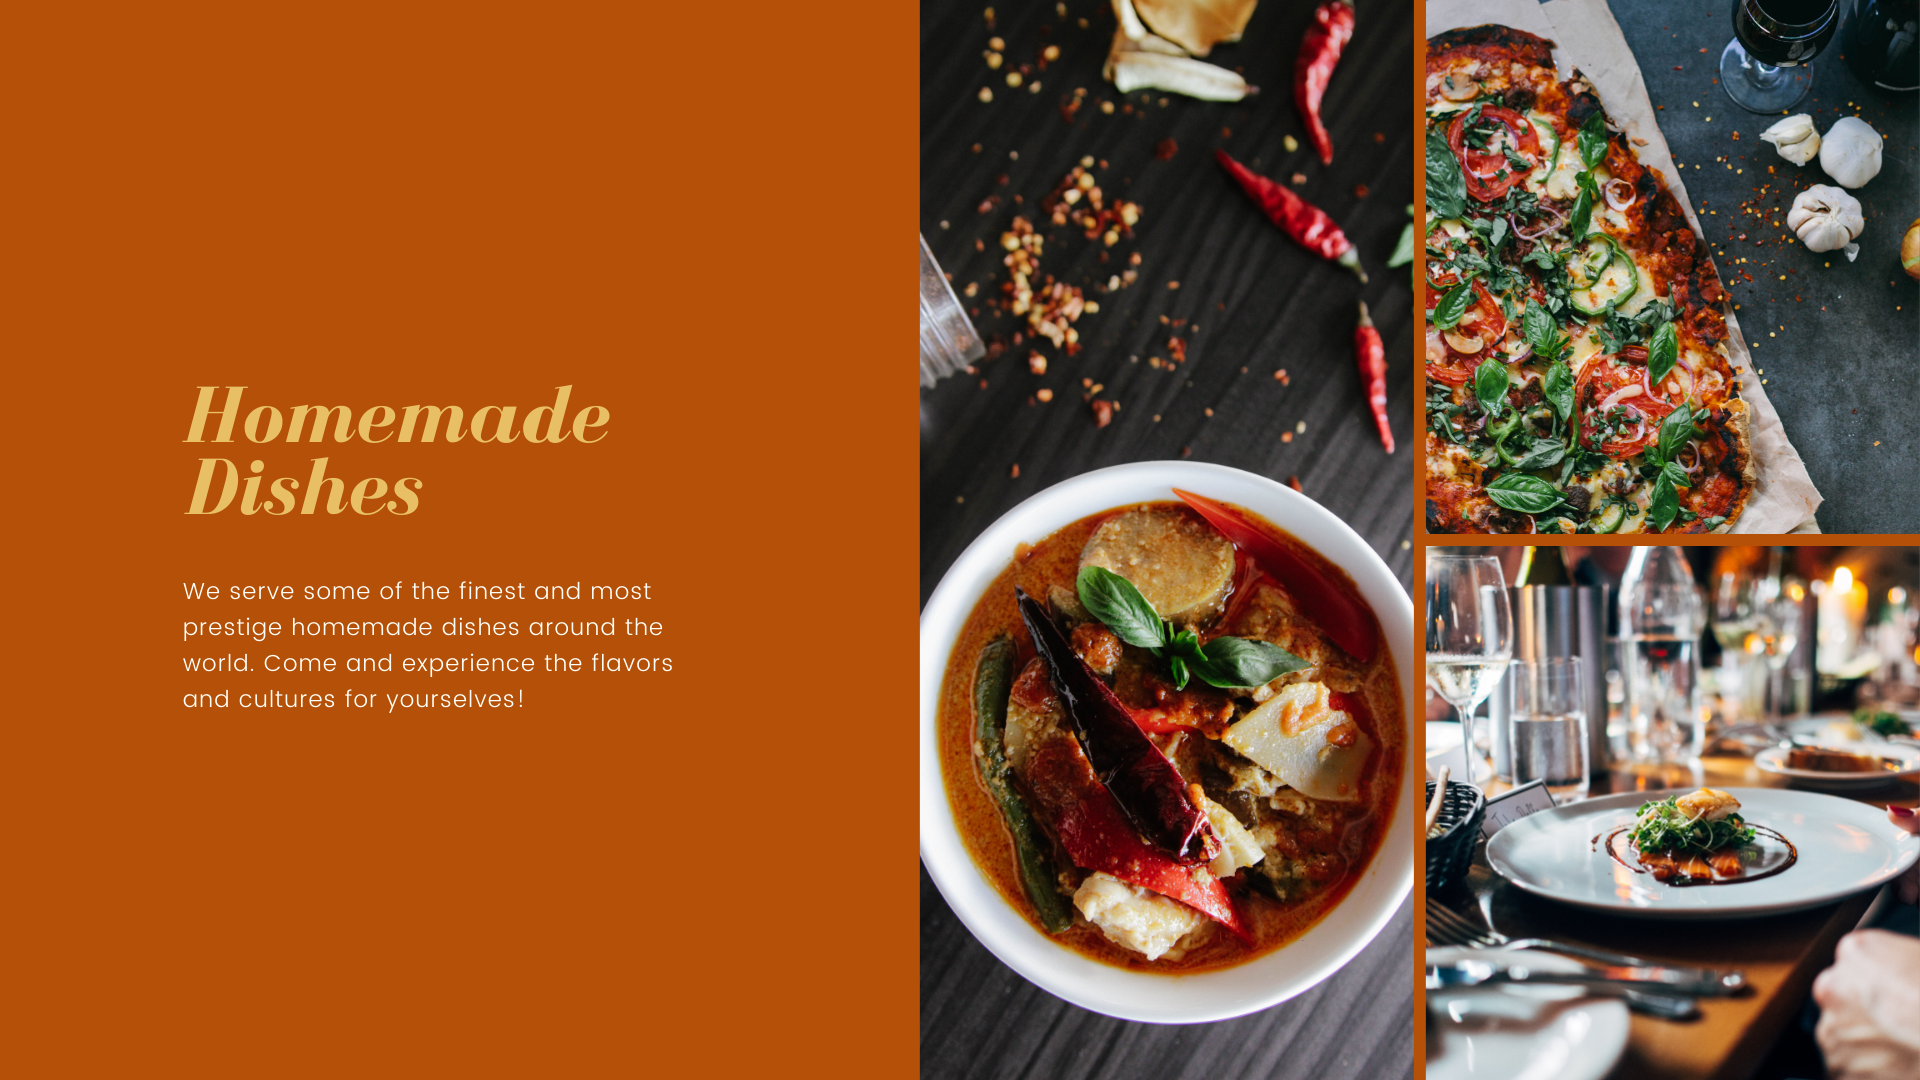 Homemade
Dishes
We serve some of the finest and most
prestige homemade dishes around the
world. Come and experience the flavors
and cultures for yourselves!